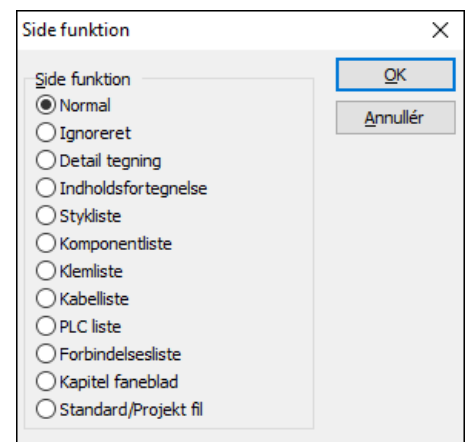 Side funktion
Side funktion
OK
Annullér
Normal
Ignoreret
Detail tegning
Indholdsfortegnelse
Stykliste
Komponentliste
Klemliste
Kabelliste
PLC liste
Forbindelsesliste
Kapitel faneblad
Standard/Projekt fil